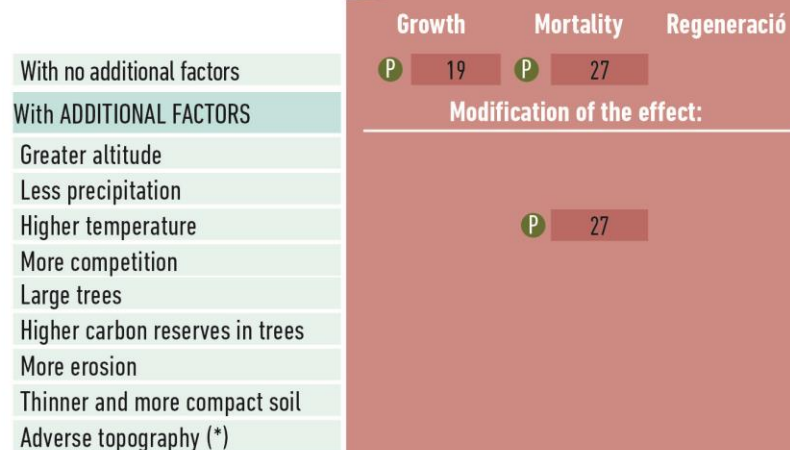 Growth Mortality Regeneració
With no additional factors P 19 P 27
With ADDITIONAL FACTORS Modification of the effect:
Greater altitude
Less precipitation
Higher temperature P 27
More competition
Large trees
Higher carbon reserves in trees
More erosion
Thinner and more compact soil
Adverse topography (*)